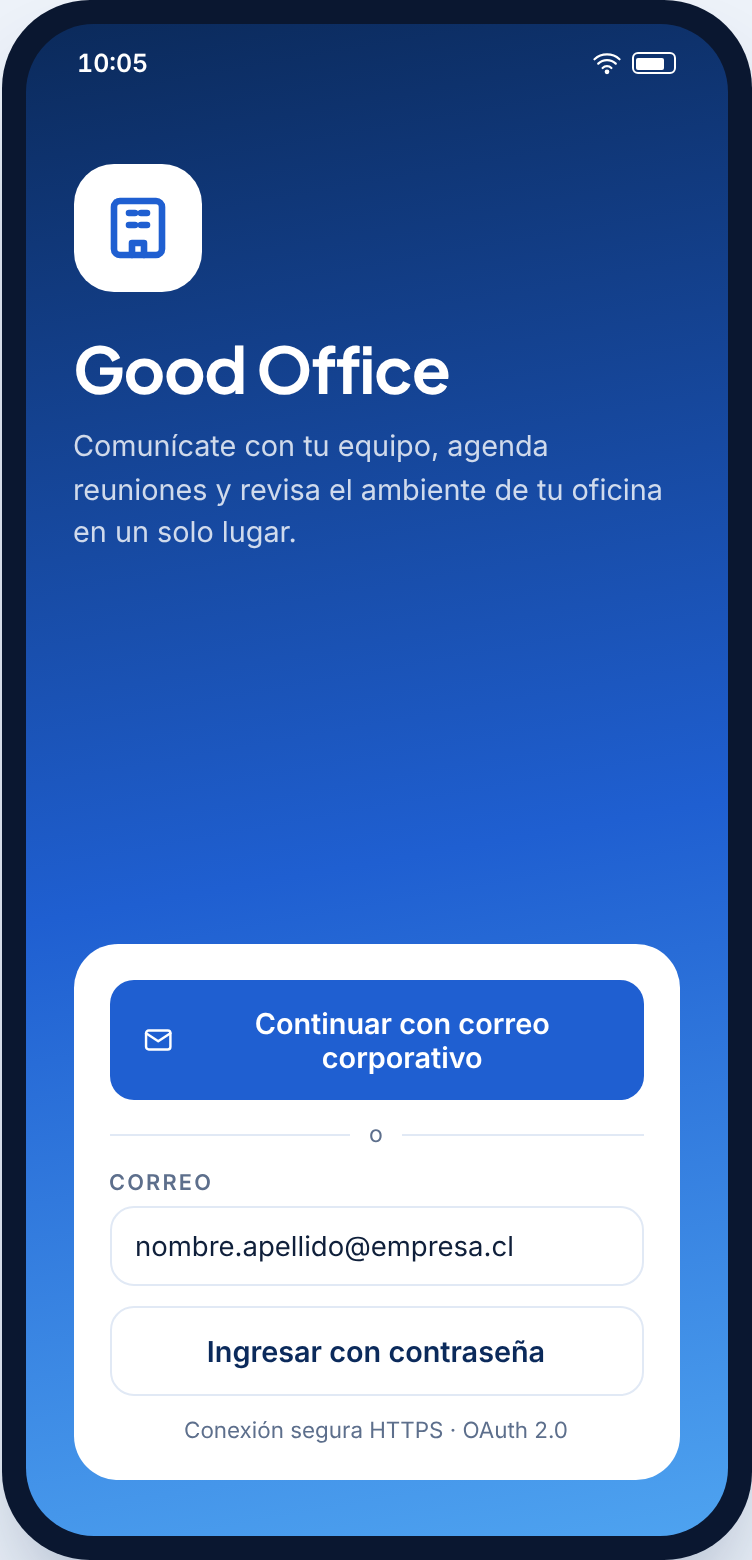 10:05
Good Office
Comunícate con tu equipo, agenda
reuniones y revisa el ambiente de tu oficina
en un solo lugar.
Continuar con correo
corporativo
o
CORREO
nombre.apellido@empresa.cl
Ingresar con contraseña
Conexión segura HTTPS · OAuth 2.0